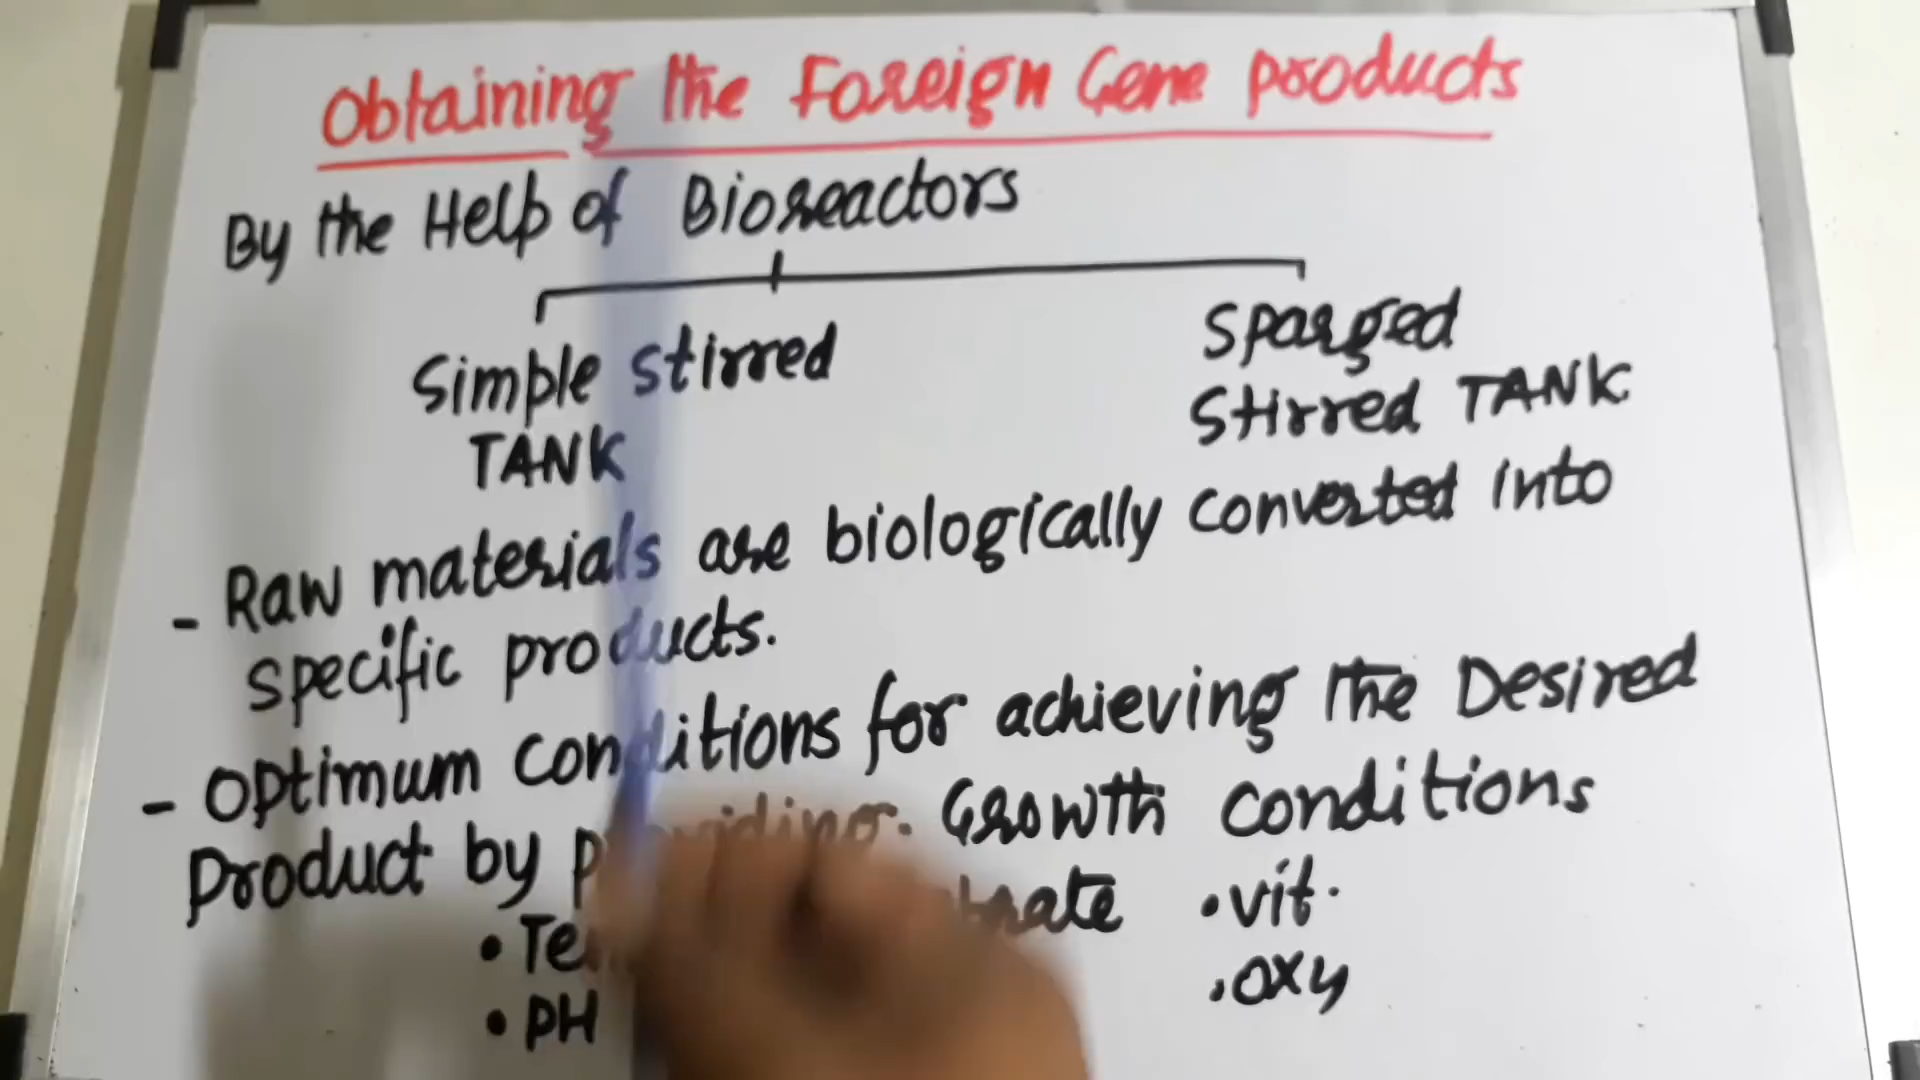 Obtaining the Foreign Gene products
By the Help of Bioreactors
Simple stirred
TANK
Sparged
Stirred TANK
- Raw materials are biologically converted into
specific products.
- Optimum conditions for achieving the Desired
Product by providing. Growth conditions
• vit.
• PH
• oxy